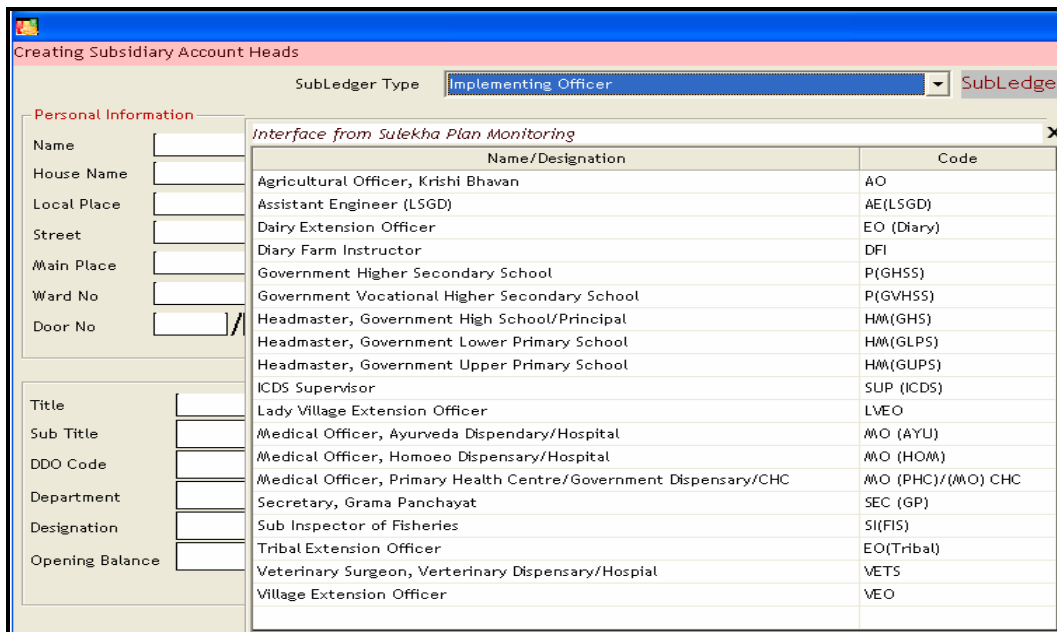 Creating Subsidiary Account Heads
SubLedger Type Implementing Officer SubLedge
Personal Information
Name
House Name
Local Place
Street
Main Place
Ward No
Door No /
Title
Sub Title
DDO Code
Department
Designation
Opening Balance
Interface from Sulekha Plan Monitoring X
Name/Designation Code
Agricultural Officer, Krishi Bhavan AO
Assistant Engineer (LSGD) AE(LSGD)
Dairy Extension Officer EO (Diary)
Diary Farm Instructor DFI
Government Higher Secondary School P(GHSS)
Government Vocational Higher Secondary School P(GVHSS)
Headmaster, Government High School/Principal HM(GHS)
Headmaster, Government Lower Primary School HM(GLPS)
Headmaster, Government Upper Primary School HM(GUPS)
ICDS Supervisor SUP (ICDS)
Lady Village Extension Officer LVEO
Medical Officer, Ayurveda Dispendary/Hospital MO (AYU)
Medical Officer, Homoeo Dispensary/Hospital MO (HOM)
Medical Officer, Primary Health Centre/Government Dispensary/CHC MO (PHC)/(MO) CHC
Secretary, Grama Panchayat SEC (GP)
Sub Inspector of Fisheries SI(FIS)
Tribal Extension Officer EO(Tribal)
Veterinary Surgeon, Verterinary Dispensary/Hospial VETS
Village Extension Officer VEO